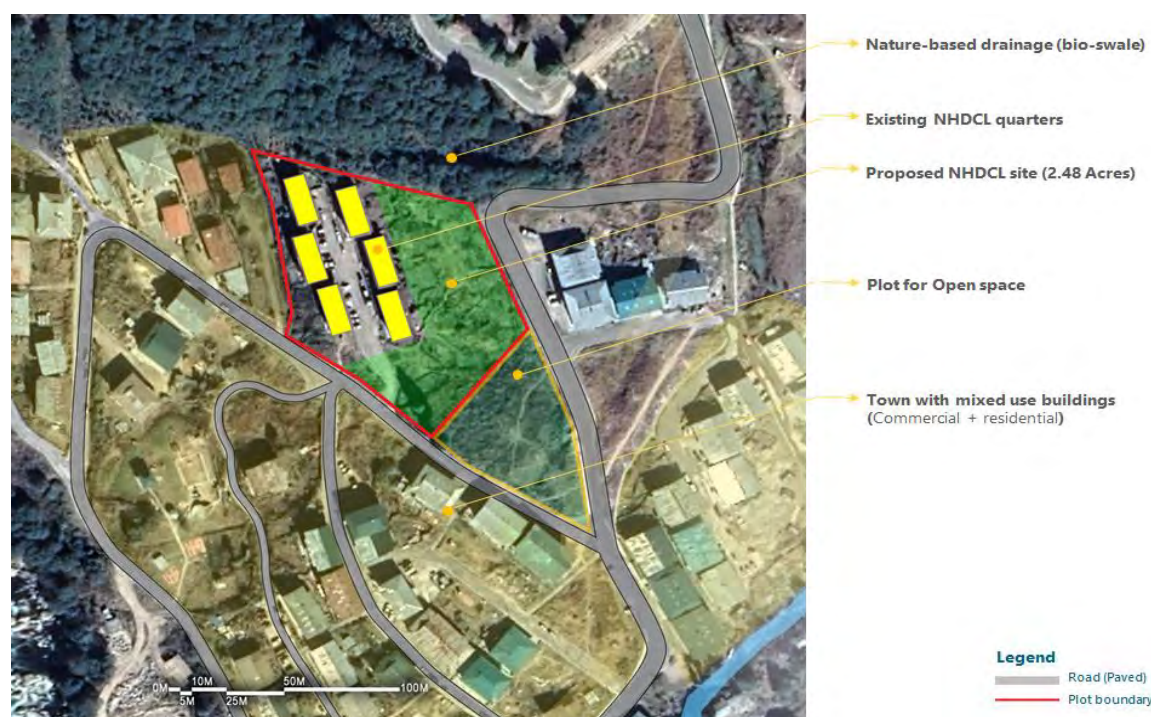 Nature-based drainage (bio-swale)
Existing NHDCL quarters
Proposed NHDCL site (2.48 Acres)
Plot for Open space
Town with mixed use buildings
(Commercial + residential)
0M 10M 50M 100M
5M 25M
Legend
Road (Paved)
Plot boundary